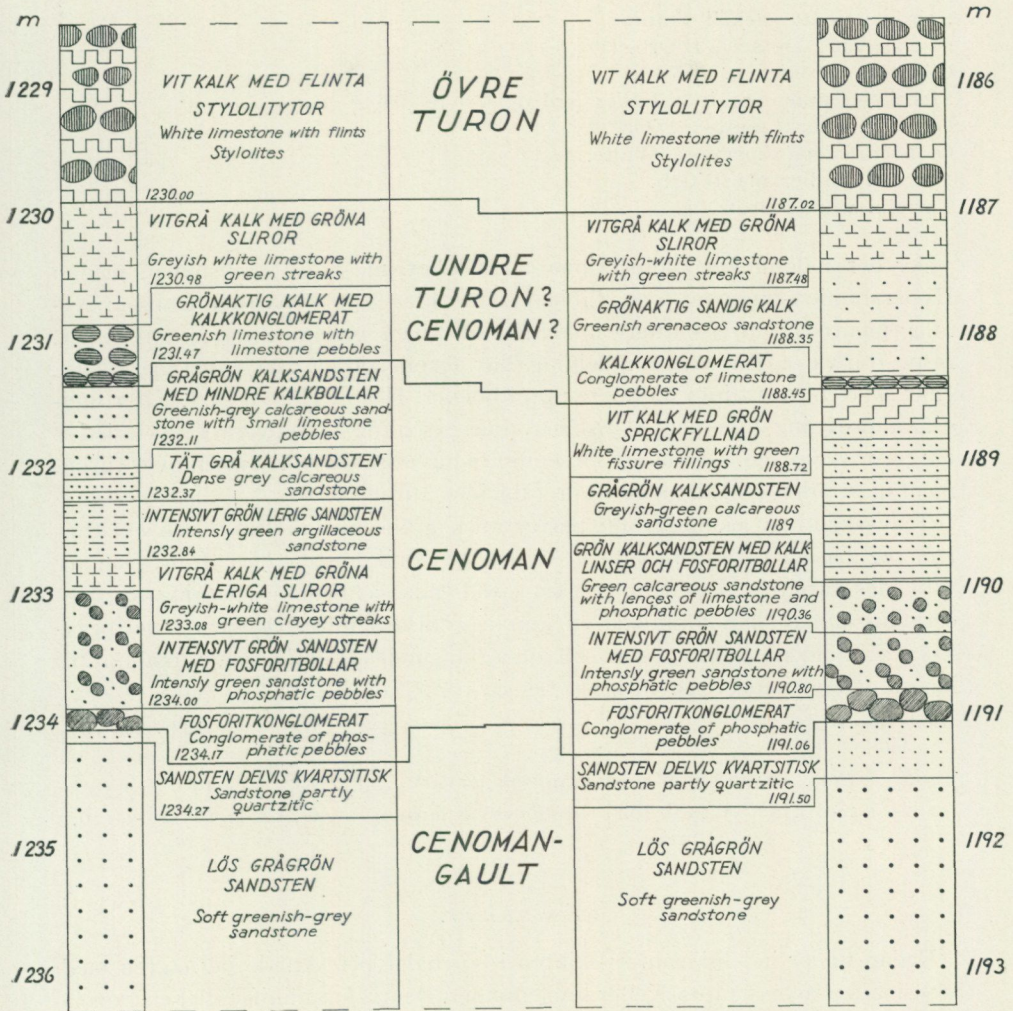 m
1229
1230
1231
1232
1233
1234
1235
1236
VIT KALK MED FLINTA
STYLOLITYTOR
White limestone with flints
Stylolites
1230.00
VITGRÅ KALK MED GRÖNA
SLIROR
Greyish white limestone with
1230.98 green streaks
GRÖNAKTIG KALK MED
KALKKONGLOMERAT
Greenish limestone with
1231.47 limestone pebbles
GRÅGRÖN KALKSANDSTEN
MED MINDRE KALKBOLLAR
Greenish-grey calcareous sand-
stone with small limestone
pebbles
1232.11
TÄT GRÅ KALKSANDSTEN
Dense grey calcareous
1232.37 sandstone
INTENSIVT GRÖN LERIG SANDSTEN
Intensly green argillaceous
1232.84 sandstone
VITGRÅ KALK MED GRÖNA
LERIGA SLIROR
Greyish-white limestone with
1233.08 green clayey streaks
INTENSIVT GRÖN SANDSTEN
MED FOSFORITBOLLAR
Intensly green sandstone with
1234.00 phosphatic pebbles
FOSFORITKONGLOMERAT
Conglomerate of phos-
1234.17 phatic pebbles
SANDSTEN DELVIS KVARTSITISK
Sandstone partly
1234.27 quartzitic
LÖS GRÅGRÖN
SANDSTEN
Soft greenish-grey
sandstone
ÖVRE
TURON
UNDRE
TURON?
CENOMAN?
CENOMAN
CENOMAN-
GAULT
VIT KALK MED FLINTA
STYLOLITYTOR
White limestone with flints
Stylolites
1187.02
VITGRÅ KALK MED GRÖNA
SLIROR
Greyish-white limestone
with green streaks 1187.48
GRÖNAKTIG SANDIG KALK
Greenish arenaceos sandstone
1188.35
KALKKONGLOMERAT
Conglomerate of limestone
pebbles 1188.45
VIT KALK MED GRÖN
SPRICKFYLLNAD
White limestone with green
fissure fillings 1188.72
GRÅGRÖN KALKSANDSTEN
Greyish-green calcareous
sandstone 1189
GRÖN KALKSANDSTEN MED KALK-
LINSER OCH FOSFORITBOLLAR
Green calcareous sandstone
with lences of limestone and
phosphatic pebbles 1190.36
INTENSIVT GRÖN SANDSTEN
MED FOSFORITBOLLAR
Intensly green sandstone with
phosphatic pebbles 1190.80
FOSFORITKONGLOMERAT
Conglomerate of phosphatic
pebbles 1191.06
SANDSTEN DELVIS KVARTSITISK
Sandstone partly quartzitic
1191.50
LÖS GRÅGRÖN
SANDSTEN
Soft greenish-grey
sandstone
m
1186
1187
1188
1189
1190
1191
1192
1193